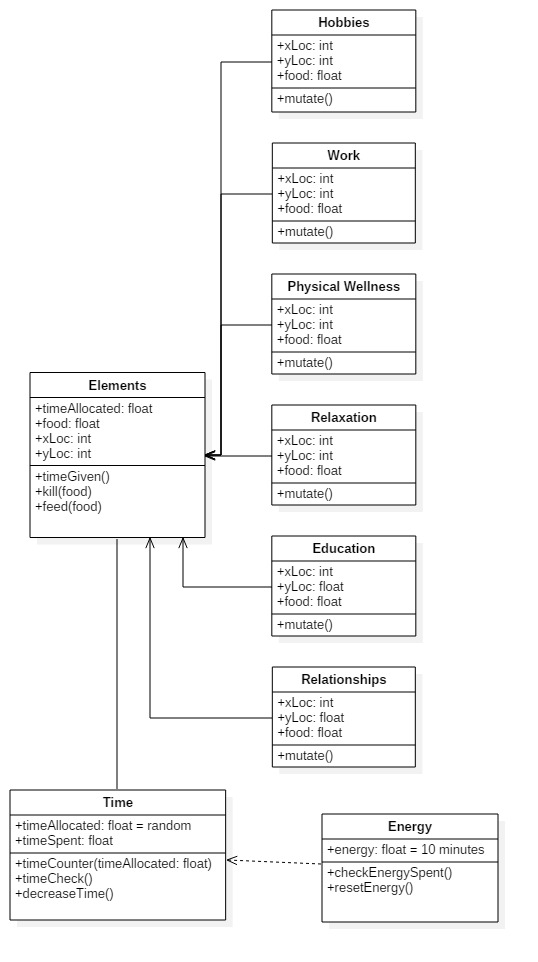 Hobbies
+xLoc: int
+yLoc: int
+food: float
+mutate()
Work
+xLoc: int
+yLoc: int
+food: float
+mutate()
Physical Wellness
+xLoc: int
+yLoc: int
+food: float
+mutate()
Elements
+timeAllocated: float
+food: float
+xLoc: int
+yLoc: int
+timeGiven()
+kill(food)
+feed(food)
Relaxation
+xLoc: int
+yLoc: int
+food: float
+mutate()
Education
+xLoc: int
+yLoc: float
+food: float
+mutate()
Relationships
+xLoc: int
+yLoc: float
+food: float
+mutate()
Time
+timeAllocated: float = random
+timeSpent: float
+timeCounter(timeAllocated: float)
+timeCheck()
+decreaseTime()
Energy
+energy: float = 10 minutes
+checkEnergySpent()
+resetEnergy()